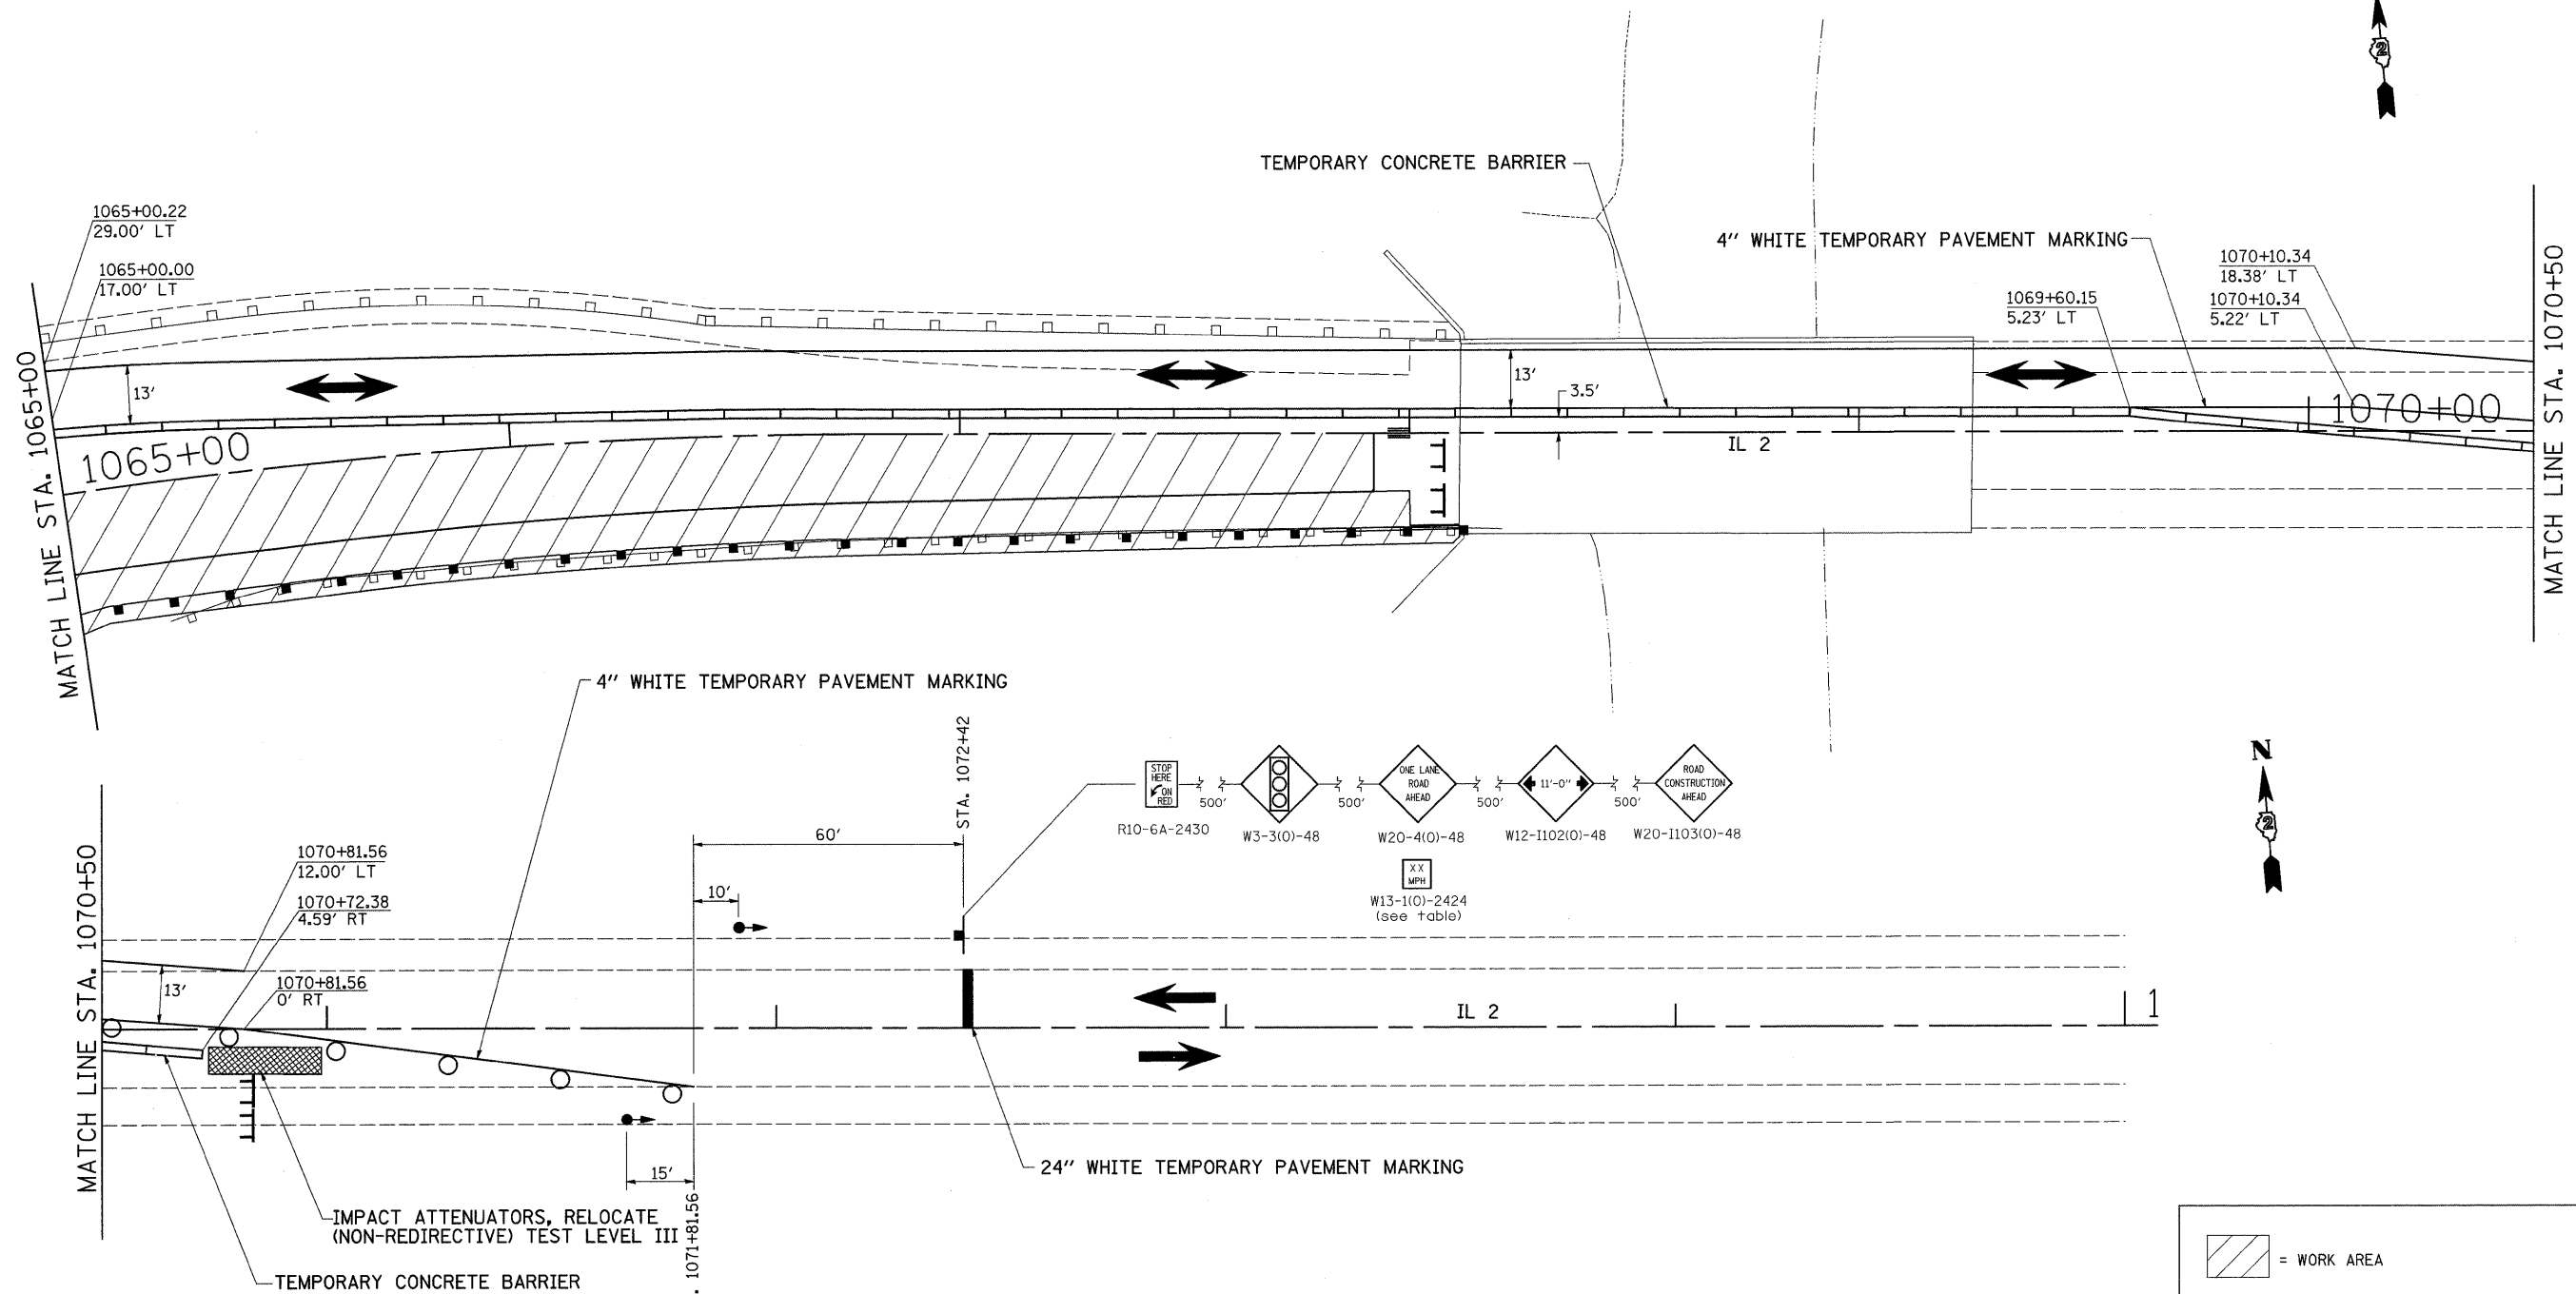 2
TEMPORARY CONCRETE BARRIER
4" WHITE TEMPORARY PAVEMENT MARKING
1065+00.22
29.00' LT
1065+00.00
17.00' LT
1070+10.34
18.38' LT
1069+60.15
5.23' LT
1070+10.34
5.22' LT
MATCH LINE STA. 1065+00
MATCH LINE STA. 1070+50
13'
13'
3.5'
1065+00
1070+00
IL 2
4" WHITE TEMPORARY PAVEMENT MARKING
STA. 1072+42
STOP
HERE
ON
RED
500'
500'
ONE LANE
ROAD
AHEAD
500'
11'-0"
500'
ROAD
CONSTRUCTION
AHEAD
R10-6A-2430
W3-3(O)-48
W20-4(O)-48
W12-I102(O)-48
W20-I103(O)-48
XX
MPH
W13-1(O)-2424
(see table)
N
2
MATCH LINE STA. 1070+50
60'
10'
1070+81.56
12.00' LT
1070+72.38
4.59' RT
1070+81.56
0' RT
13'
IL 2
1
15'
24" WHITE TEMPORARY PAVEMENT MARKING
IMPACT ATTENUATORS, RELOCATE
(NON-REDIRECTIVE) TEST LEVEL III
. 1071+81.56
TEMPORARY CONCRETE BARRIER
= WORK AREA